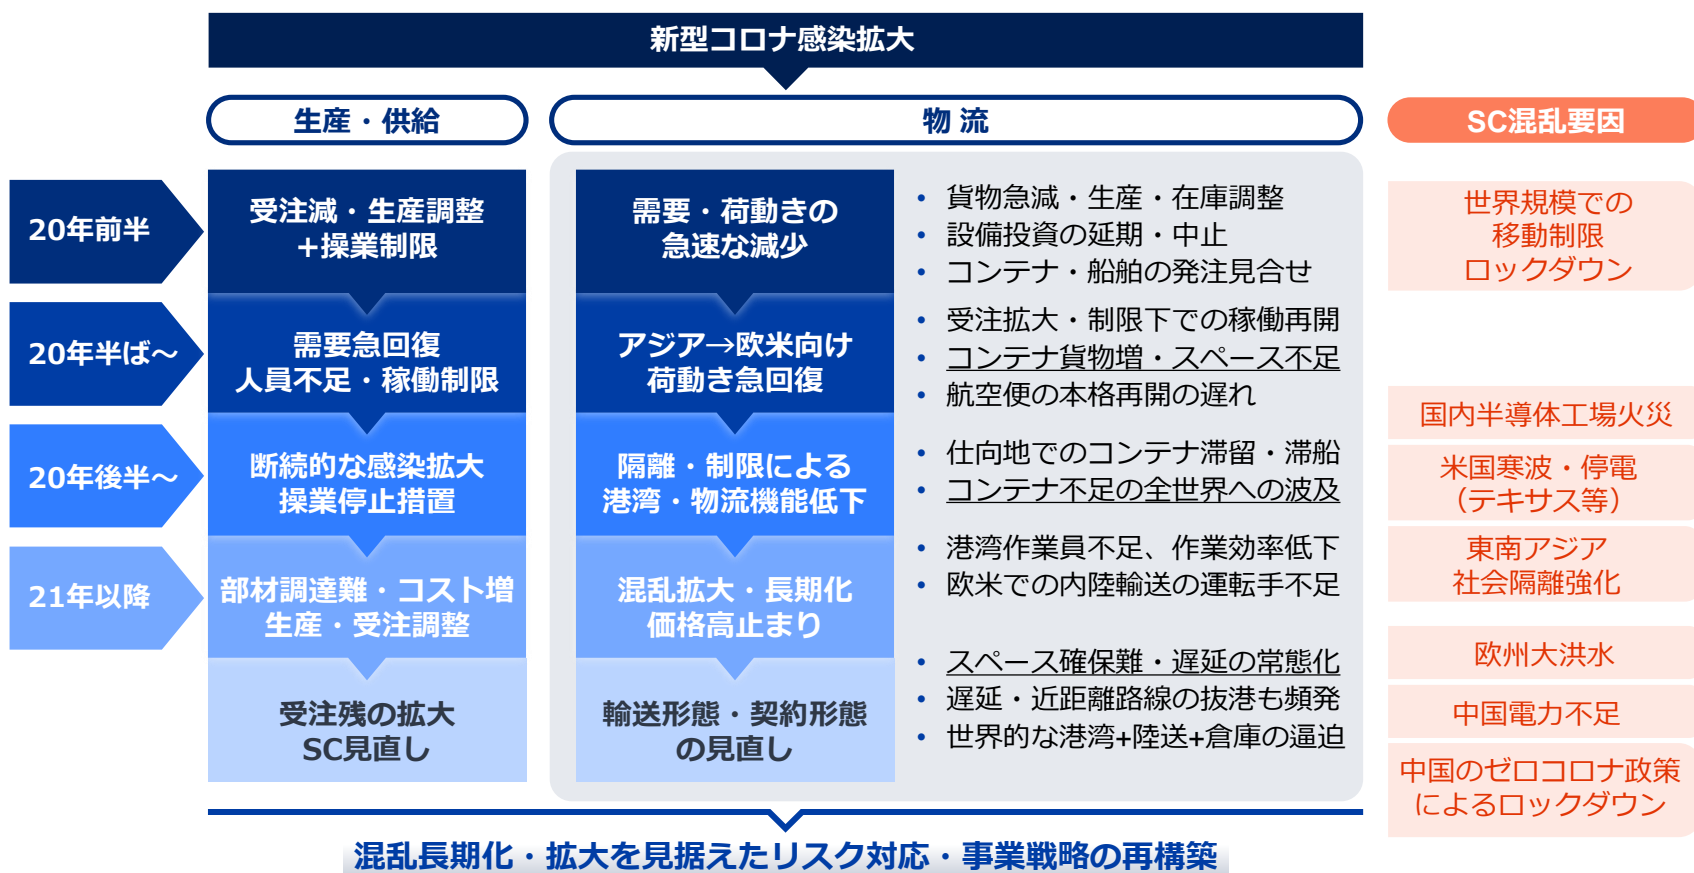 新型コロナ感染拡大
生産・供給
物 流
SC混乱要因
20年前半
受注減・生産調整
+操業制限
需要・荷動きの
急速な減少
• 貨物急減・生産・在庫調整
• 設備投資の延期・中止
• コンテナ・船舶の発注見合せ
世界規模での
移動制限
ロックダウン
20年半ば～
需要急回復
人員不足・稼働制限
アジア→欧米向け
荷動き急回復
• 受注拡大・制限下での稼働再開
• コンテナ貨物増・スペース不足
• 航空便の本格再開の遅れ
国内半導体工場火災
20年後半～
断続的な感染拡大
操業停止措置
隔離・制限による
港湾・物流機能低下
• 仕向地でのコンテナ滞留・滞船
• コンテナ不足の全世界への波及
米国寒波・停電
（テキサス等）
21年以降
部材調達難・コスト増
生産・受注調整
混乱拡大・長期化
価格高止まり
• 港湾作業員不足、作業効率低下
• 欧米での内陸輸送の運転手不足
東南アジア
社会隔離強化
受注残の拡大
SC見直し
輸送形態・契約形態
の見直し
• スペース確保難・遅延の常態化
• 遅延・近距離路線の抜港も頻発
• 世界的な港湾+陸送+倉庫の逼迫
欧州大洪水
中国電力不足
中国のゼロコロナ政策
によるロックダウン
混乱長期化・拡大を見据えたリスク対応・事業戦略の再構築